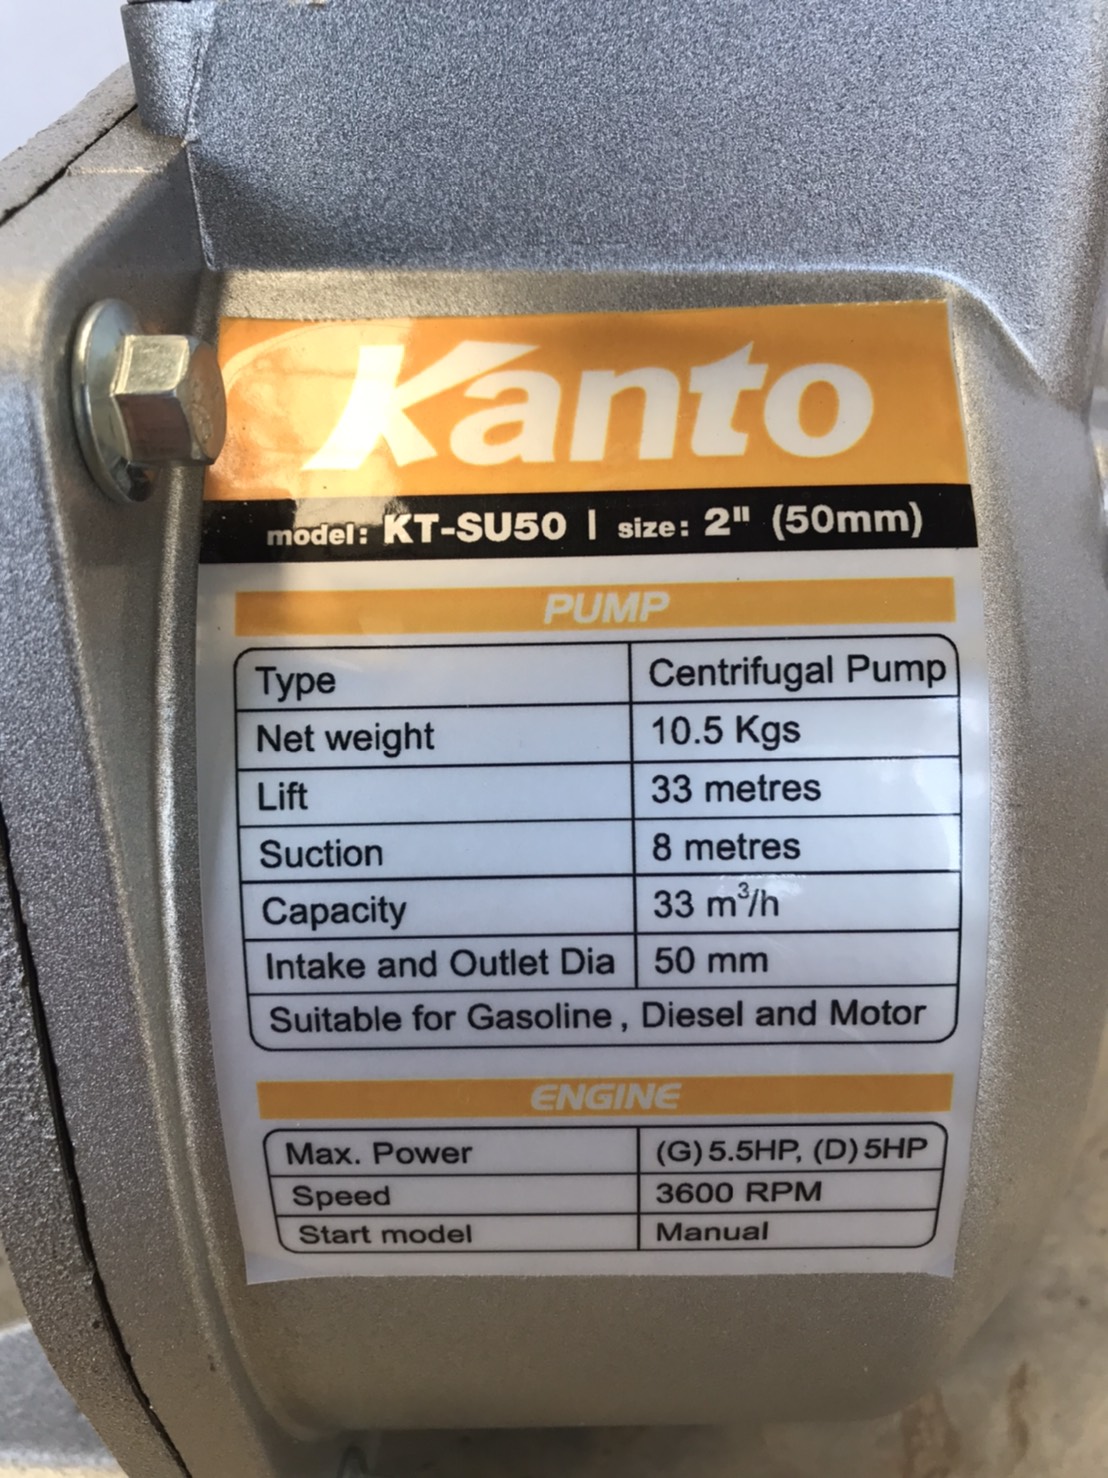 Kanto
model: KT-SU50 | size: 2" (50mm)
PUMP
Type Centrifugal Pump
Net weight 10.5 Kgs
Lift 33 metres
Suction 8 metres
Capacity 33 m³/h
Intake and Outlet Dia 50 mm
Suitable for Gasoline , Diesel and Motor
ENGINE
Max. Power (G) 5.5HP, (D) 5HP
Speed 3600 RPM
Start model Manual